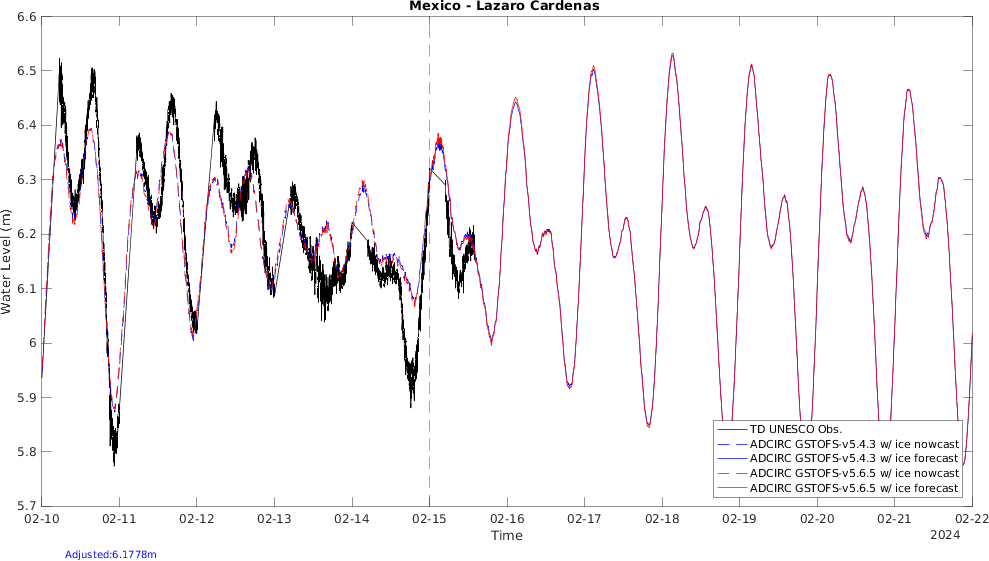 Mexico - Lazaro Cardenas
6.6
6.5
6.4
6.3
6.2
6.1
6
5.9
5.8
5.7
Water Level (m)
TD UNESCO Obs.
ADCIRC GSTOFS-v5.4.3 w/ ice nowcast
ADCIRC GSTOFS-v5.4.3 w/ ice forecast
ADCIRC GSTOFS-v5.6.5 w/ ice nowcast
ADCIRC GSTOFS-v5.6.5 w/ ice forecast
02-10 02-11 02-12 02-13 02-14 02-15 02-16 02-17 02-18 02-19 02-20 02-21 02-22
Time
2024
Adjusted:6.1778m